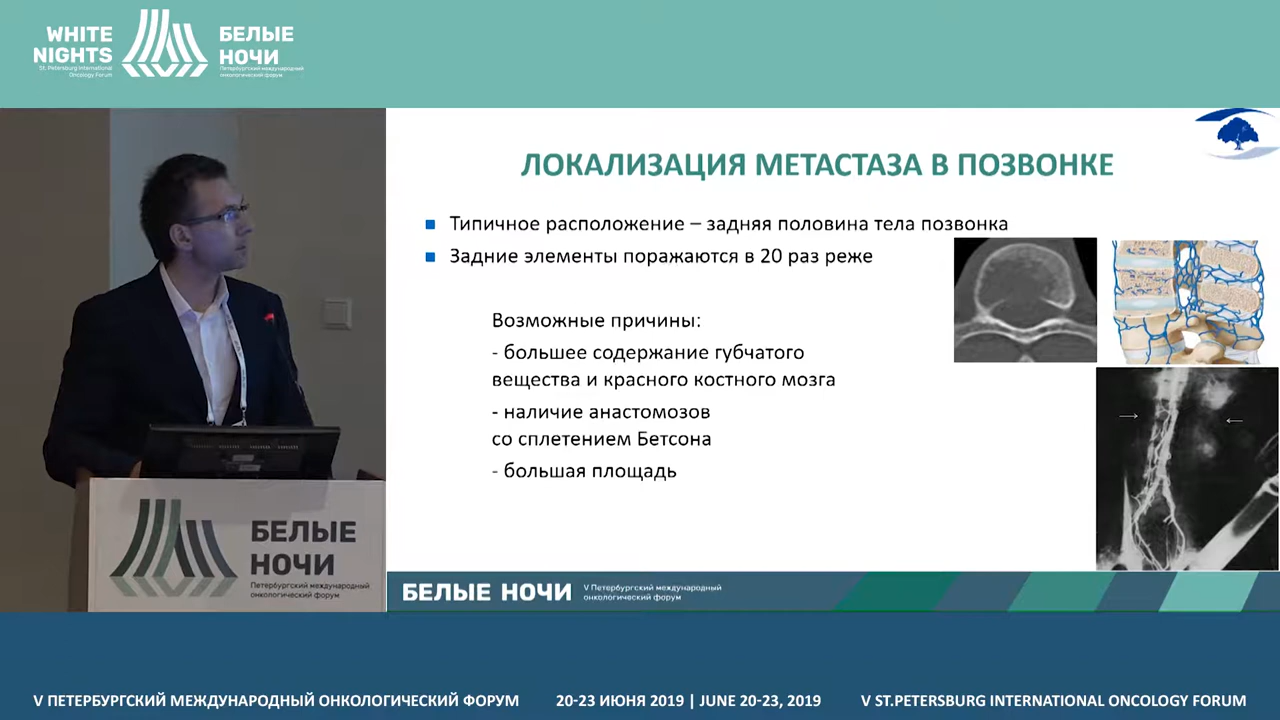 WHITE
NIGHTS
St. Petersburg International
Oncology Forum
БЕЛЫЕ
НОЧИ
Петербургский международный
онкологический форум
ЛОКАЛИЗАЦИЯ МЕТАСТАЗА В ПОЗВОНКЕ
Типичное расположение – задняя половина тела позвонка
Задние элементы поражаются в 20 раз реже
Возможные причины:
- большее содержание губчатого
вещества и красного костного мозга
- наличие анастомозов
со сплетением Бетсона
- большая площадь
БЕЛЫЕ
НОЧИ
Петербургский международный
онкологический форум
БЕЛЫЕ НОЧИ
V Петербургский международный
онкологический форум
V ПЕТЕРБУРГСКИЙ МЕЖДУНАРОДНЫЙ ОНКОЛОГИЧЕСКИЙ ФОРУМ
20-23 ИЮНЯ 2019 | JUNE 20-23, 2019
V ST.PETERSBURG INTERNATIONAL ONCOLOGY FORUM